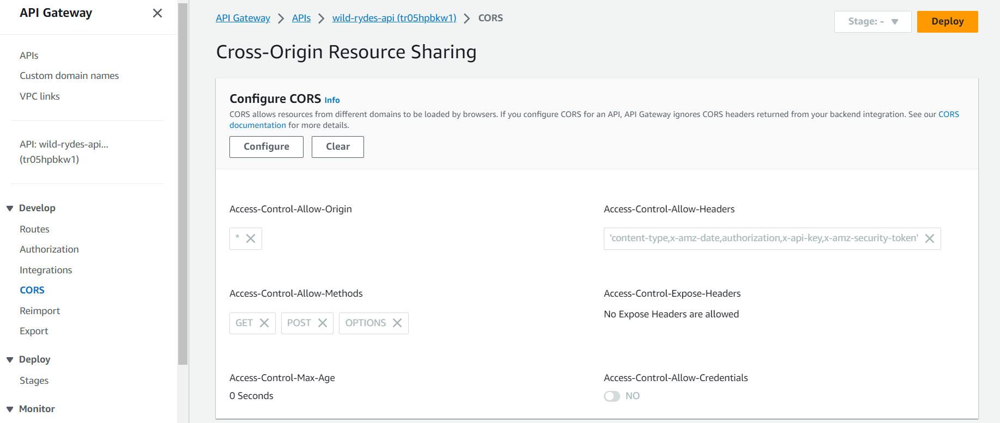 API Gateway
APIs
Custom domain names
VPC links
API: wild-rydes-api...
(tr05hpbkw1)
Develop
Routes
Authorization
Integrations
CORS
Reimport
Export
Deploy
Stages
Monitor
API Gateway > APIs > wild-rydes-api (tr05hpbkw1) > CORS
Stage: -
Deploy
Cross-Origin Resource Sharing
Configure CORS Info
CORS allows resources from different domains to be loaded by browsers. If you configure CORS for an API, API Gateway ignores CORS headers returned from your backend integration. See our CORS
documentation for more details.
Configure Clear
Access-Control-Allow-Origin
*
Access-Control-Allow-Headers
'content-type,x-amz-date,authorization,x-api-key,x-amz-security-token'
Access-Control-Allow-Methods
GET POST OPTIONS
Access-Control-Expose-Headers
No Expose Headers are allowed
Access-Control-Max-Age
0 Seconds
Access-Control-Allow-Credentials
NO